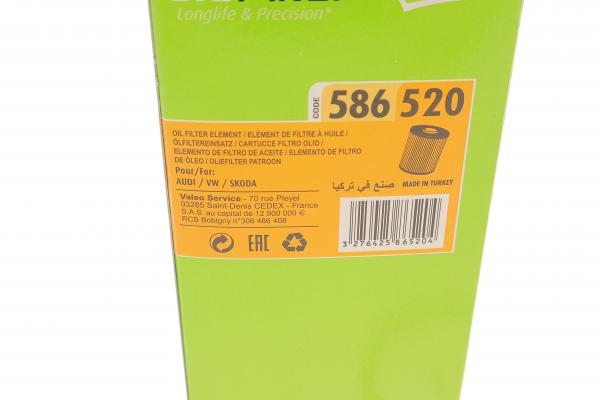 Longlife & Precision*
CODE 586 520
OIL FILTER ELEMENT / ELÉMENT DE FILTRE À HUILE /
ÖLFILTEREINSATZ / CARTUCCE FILTRO OLIO /
ELEMENTO DE FILTRO DE ACEITE / ELEMENTO DE FILTRO
DE ÓLEO / OLIEFILTER PATROON
Pour/For:
AUDI / VW / SKODA
صنع في تركيا MADE IN TURKEY
Valeo Service - 70 rue Pleyel
93285 Saint-Denis CEDEX - France
S.A.S. au capital de 12 900 000 €
RCS Bobigny n°306 486 408
EAC
3 276425 865204